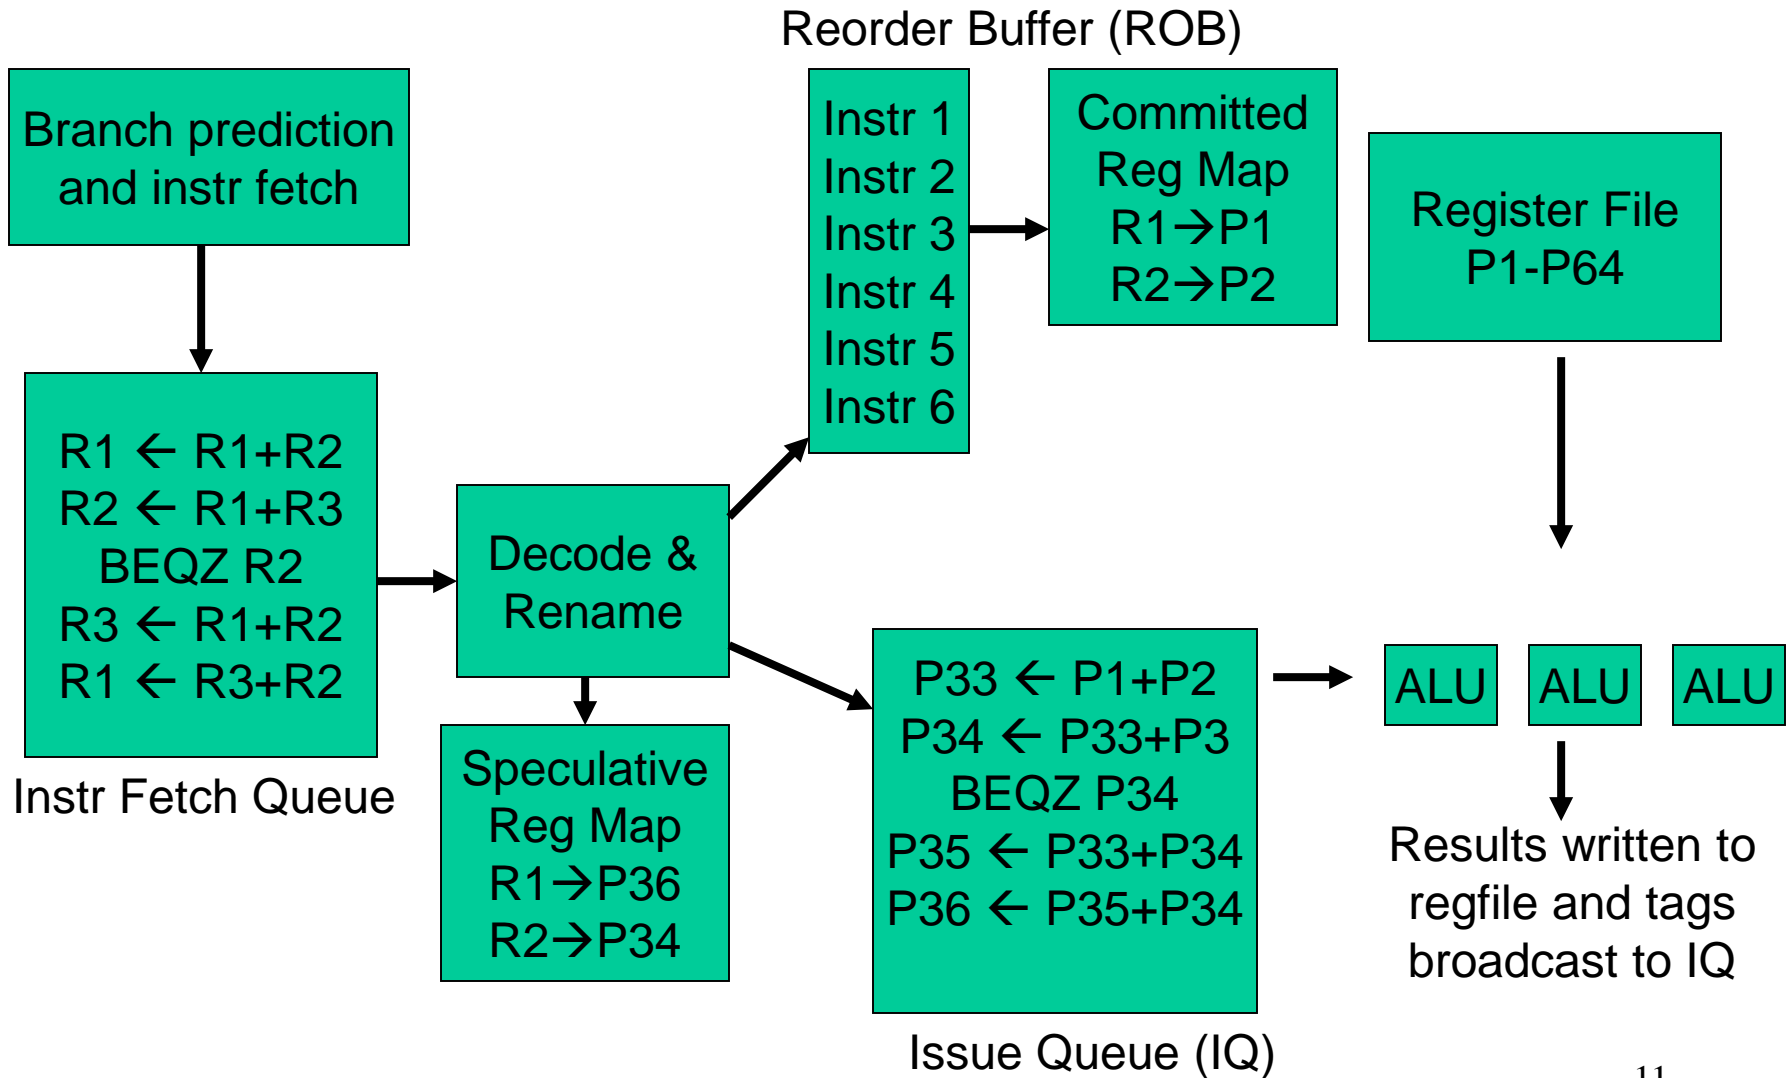 Reorder Buffer (ROB)
Branch prediction
and instr fetch
Instr 1
Instr 2
Instr 3
Instr 4
Instr 5
Instr 6
Committed
Reg Map
R1→P1
R2→P2
Register File
P1-P64
R1 ← R1+R2
R2 ← R1+R3
BEQZ R2
R3 ← R1+R2
R1 ← R3+R2
Instr Fetch Queue
Decode &
Rename
Speculative
Reg Map
R1→P36
R2→P34
P33 ← P1+P2
P34 ← P33+P3
BEQZ P34
P35 ← P33+P34
P36 ← P35+P34
Issue Queue (IQ)
ALU
ALU
ALU
Results written to
regfile and tags
broadcast to IQ
11